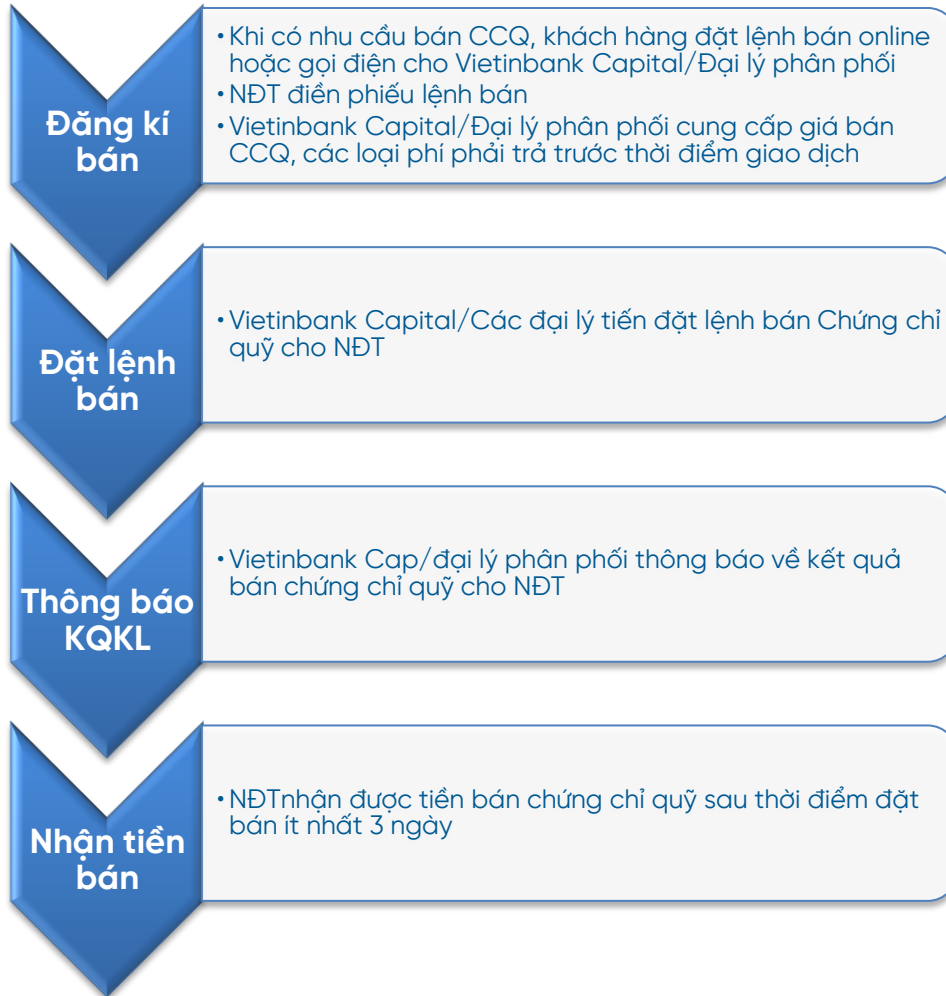 Đăng kí
bán
• Khi có nhu cầu bán CCQ, khách hàng đặt lệnh bán online
hoặc gọi điện cho Vietinbank Capital/Đại lý phân phối
• NĐT điền phiếu lệnh bán
• Vietinbank Capital/Đại lý phân phối cung cấp giá bán
CCQ, các loại phí phải trả trước thời điểm giao dịch
Đặt lệnh
bán
• Vietinbank Capital/Các đại lý tiến đặt lệnh bán Chứng chỉ
quỹ cho NĐT
Thông báo
KQKL
• Vietinbank Cap/đại lý phân phối thông báo về kết quả
bán chứng chỉ quỹ cho NĐT
Nhận tiền
bán
• NĐTnhận được tiền bán chứng chỉ quỹ sau thời điểm đặt
bán ít nhất 3 ngày